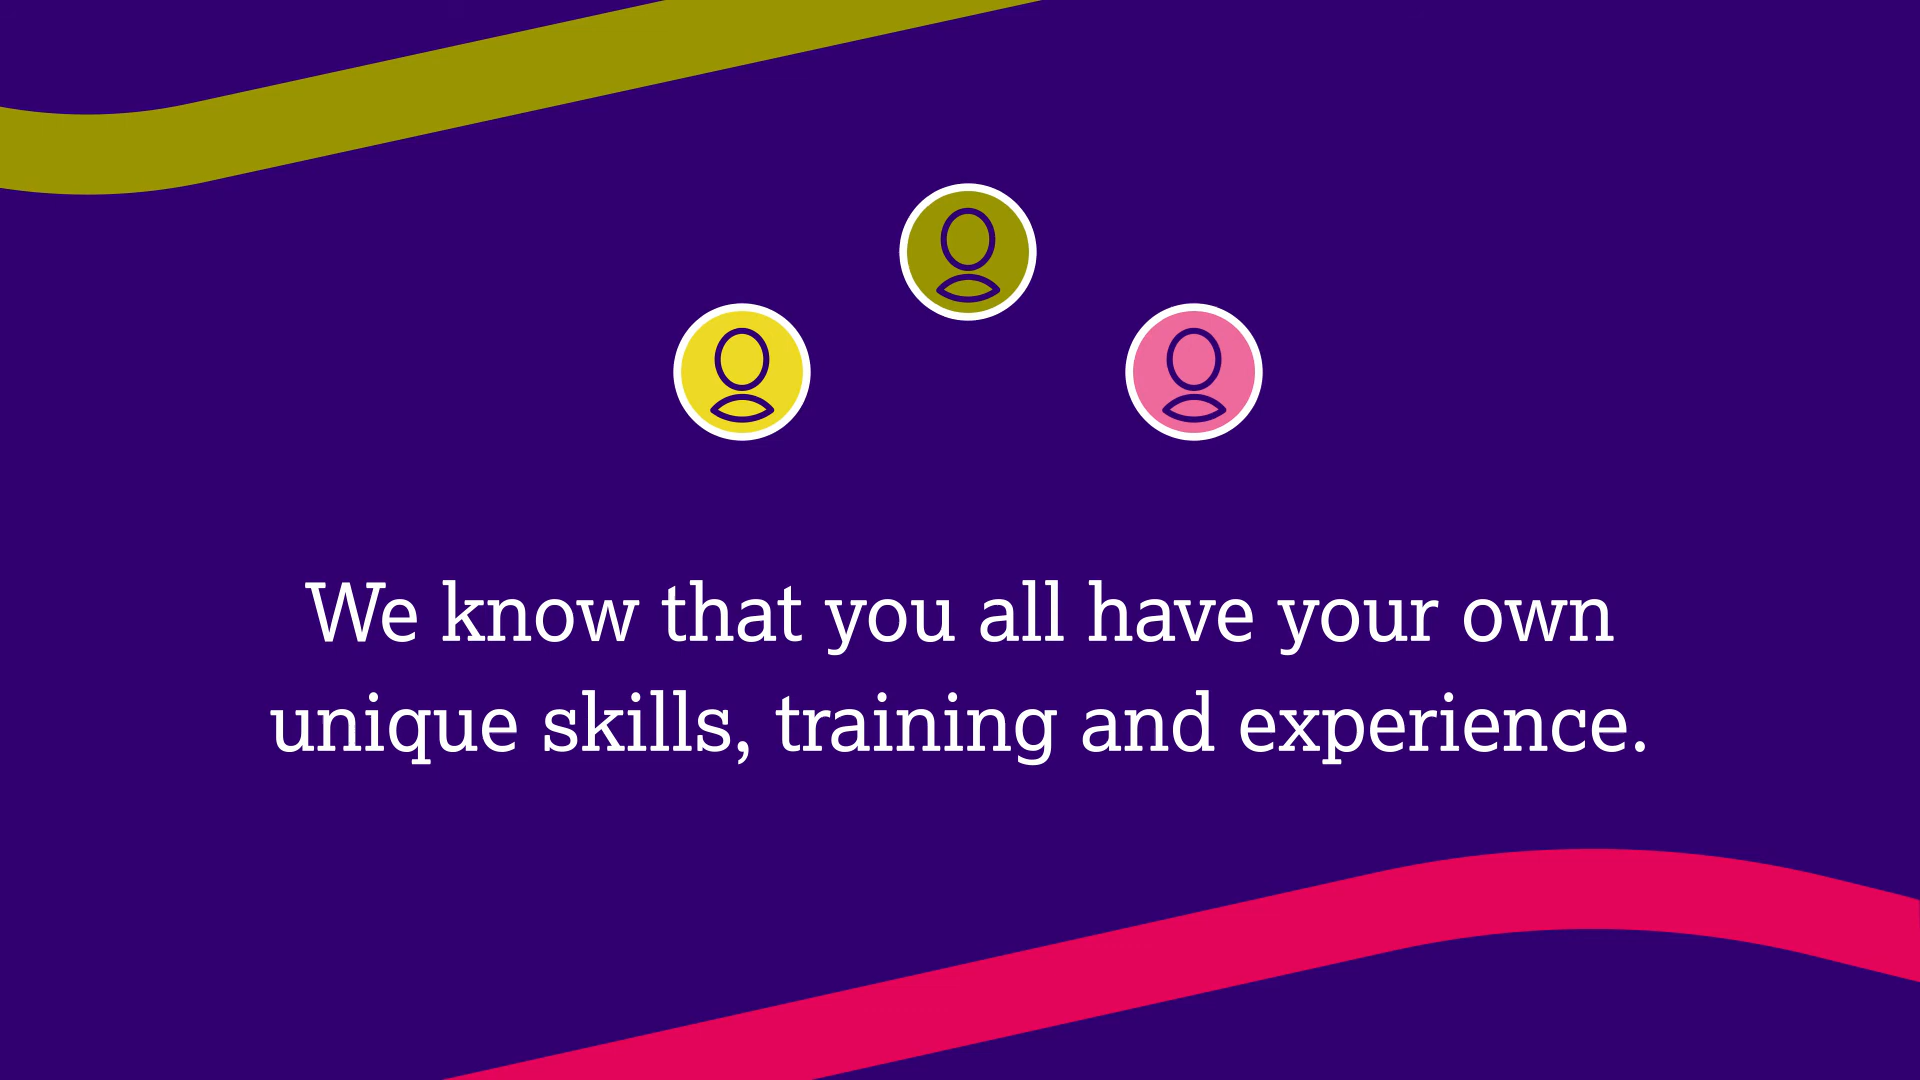 We know that you all have your own
unique skills, training and experience.